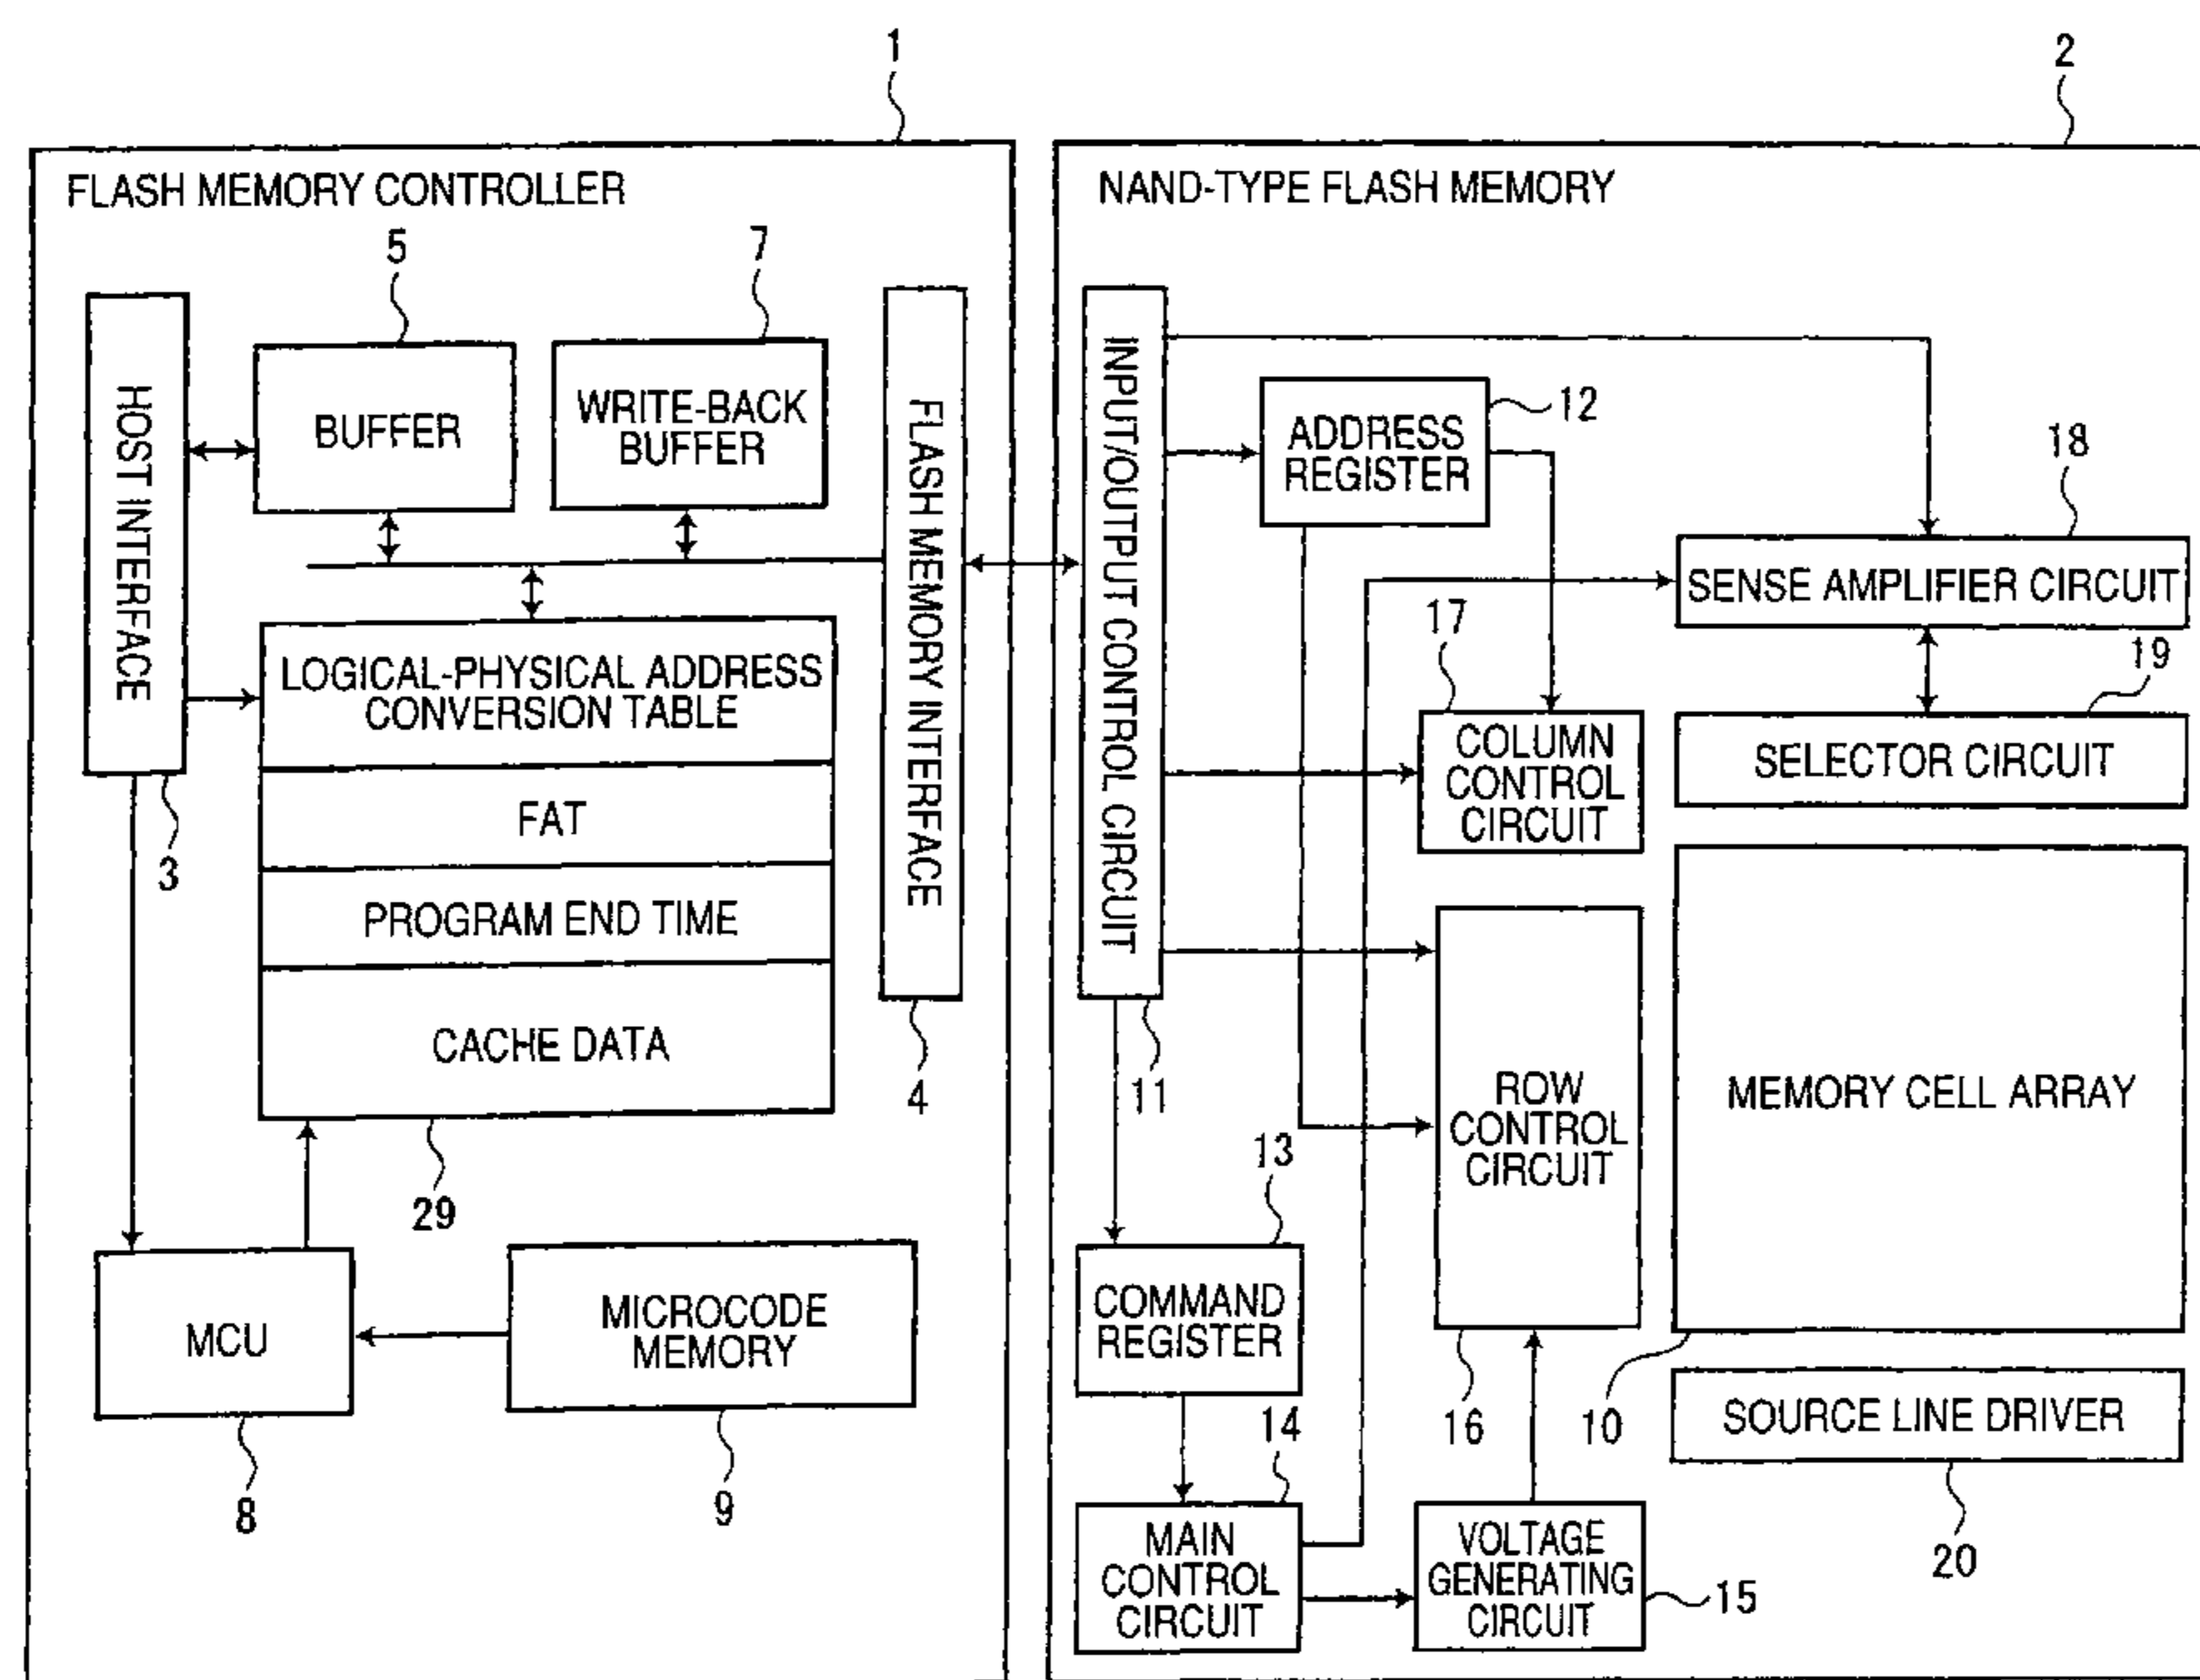 1
2
FLASH MEMORY CONTROLLER
5
7
HOST INTERFACE
BUFFER
WRITE-BACK
BUFFER
FLASH MEMORY INTERFACE
LOGICAL-PHYSICAL ADDRESS
CONVERSION TABLE
FAT
PROGRAM END TIME
CACHE DATA
3
4
29
MCU
MICROCODE
MEMORY
8
9
NAND-TYPE FLASH MEMORY
INPUT/OUTPUT CONTROL CIRCUIT
ADDRESS
REGISTER
12
18
SENSE AMPLIFIER CIRCUIT
17
19
COLUMN
CONTROL
CIRCUIT
SELECTOR CIRCUIT
11
ROW
CONTROL
CIRCUIT
MEMORY CELL ARRAY
13
COMMAND
REGISTER
16
10
SOURCE LINE DRIVER
14
20
MAIN
CONTROL
CIRCUIT
VOLTAGE
GENERATING
CIRCUIT
15